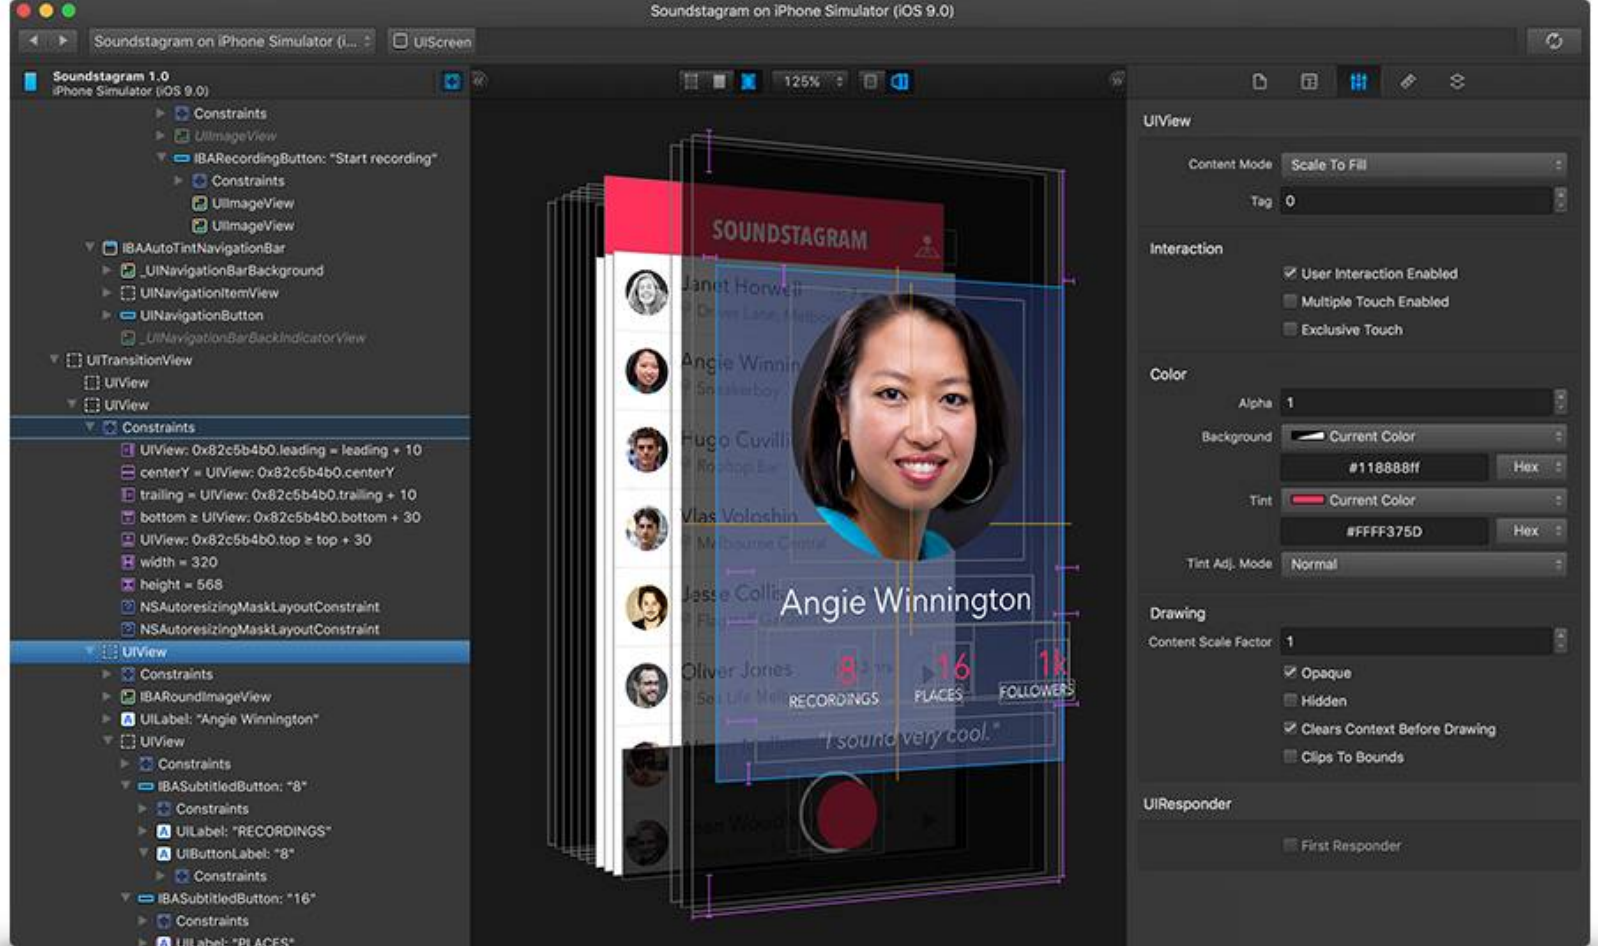 Soundstagram on iPhone Simulator (iOS 9.0)
Soundstagram on iPhone Simulator (i...
UIScreen
Soundstagram 1.0
iPhone Simulator (iOS 9.0)
125%
Constraints
UIImageView
IBARecordingButton: "Start recording"
Constraints
UIImageView
UIImageView
IBAAutoTintNavigationBar
_UINavigationBarBackground
UINavigationItemView
UINavigationButton
_UINavigationBarBackIndicatorView
UITransitionView
UIView
UIView
Constraints
UIView: 0x82c5b4b0.leading = leading + 10
centerY = UIView: 0x82c5b4b0.centerY
trailing = UIView: 0x82c5b4b0.trailing + 10
bottom ≥ UIView: 0x82c5b4b0.bottom + 30
UIView: 0x82c5b4b0.top ≥ top + 30
width = 320
height = 568
NSAutoresizingMaskLayoutConstraint
NSAutoresizingMaskLayoutConstraint
UIView
Constraints
IBARoundImageView
UILabel: "Angie Winnington"
UIView
Constraints
IBASubtitledButton: "8"
Constraints
UILabel: "RECORDINGS"
UIButtonLabel: "8"
Constraints
IBASubtitledButton: "16"
Constraints
UILabel: "PLACES"
SOUNDSTAGRAM
Janet Horwell
Angie Winnin
Hugo Cuvilli
Rooftop Bar
Vlas Voloshin
Melbourne Central
Jesse Collis
Oliver Jones
Angie Winnington
8 16 1k
RECORDINGS PLACES FOLLOWERS
"I sound very cool."
UIView
Content Mode Scale To Fill
Tag 0
Interaction
User Interaction Enabled
Multiple Touch Enabled
Exclusive Touch
Color
Alpha 1
Background Current Color
#118888ff Hex
Tint Current Color
#FFFF375D Hex
Tint Adj. Mode Normal
Drawing
Content Scale Factor 1
Opaque
Hidden
Clears Context Before Drawing
Clips To Bounds
UIResponder
First Responder